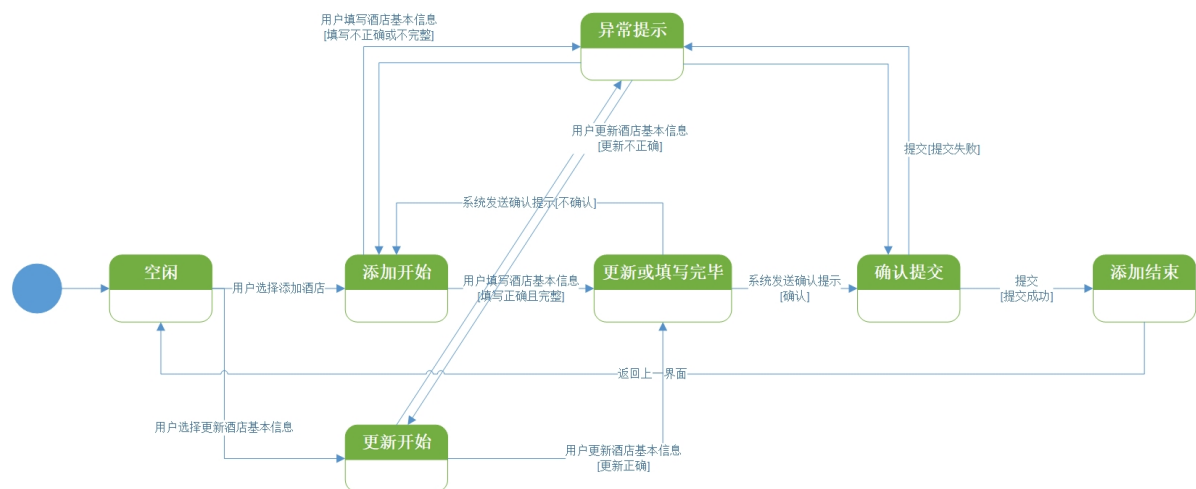 用户填写酒店基本信息
[填写不正确或不完整]
异常提示
用户更新酒店基本信息
[更新不正确]
提交[提交失败]
系统发送确认提示[不确认]
空闲
用户选择添加酒店
添加开始
用户填写酒店基本信息
[填写正确且完整]
更新或填写完毕
系统发送确认提示
[确认]
确认提交
提交
[提交成功]
添加结束
返回上一界面
用户选择更新酒店基本信息
更新开始
用户更新酒店基本信息
[更新正确]